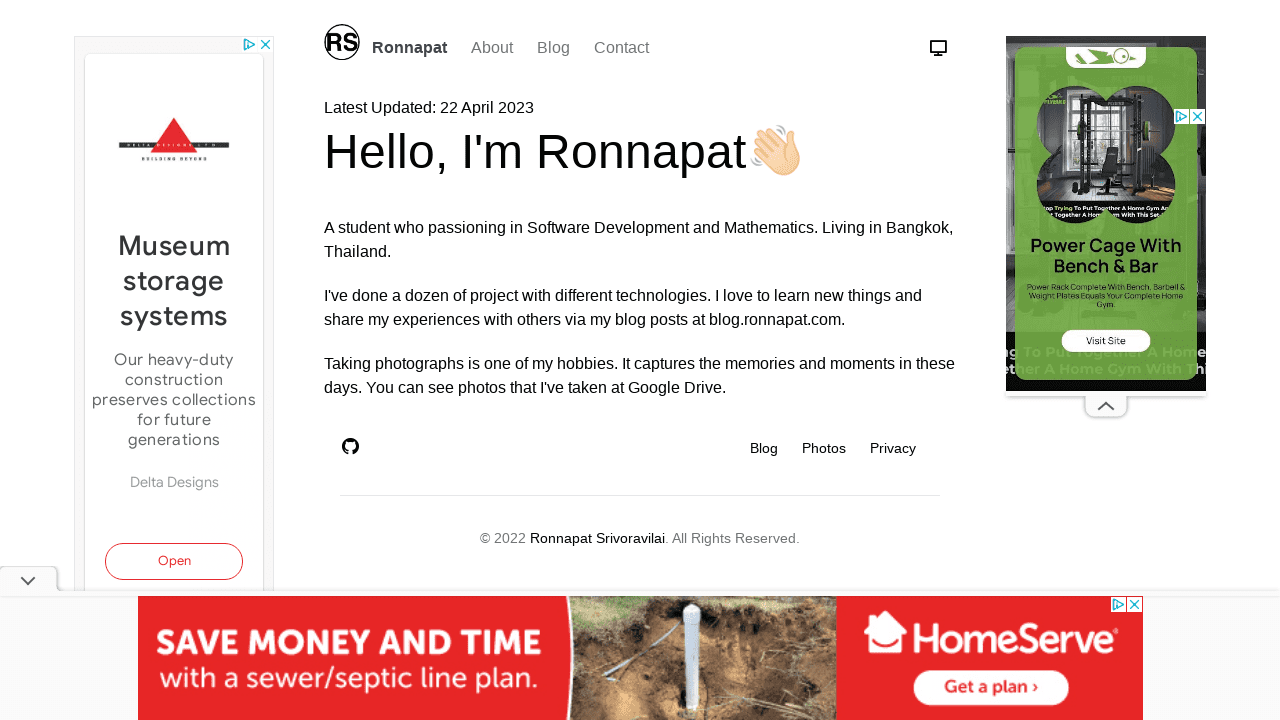 RS
Ronnapat About Blog Contact
Latest Updated: 22 April 2023
Hello, I'm Ronnapat
A student who passioning in Software Development and Mathematics. Living in Bangkok,
Thailand.
I've done a dozen of project with different technologies. I love to learn new things and
share my experiences with others via my blog posts at blog.ronnapat.com.
Taking photographs is one of my hobbies. It captures the memories and moments in these
days. You can see photos that I've taken at Google Drive.
Blog Photos Privacy
© 2022 Ronnapat Srivoravilai. All Rights Reserved.
DELTA DESIGNS LTD
BUILDING BEYOND
Museum
storage
systems
Our heavy-duty
construction
preserves collections
for future
generations
Delta Designs
Open
Stop Trying To Put Together A Home Gym
Put Together A Home Gym With This Set
Power Cage With
Bench & Bar
Power Rack Complete With Bench, Barbell &
Weight Plates Equals Your Complete Home
Gym.
Visit Site
ng To Put Together A Home
ether A Home Gym With This
SAVE MONEY AND TIME
with a sewer/septic line plan.
HomeServe
Get a plan ›